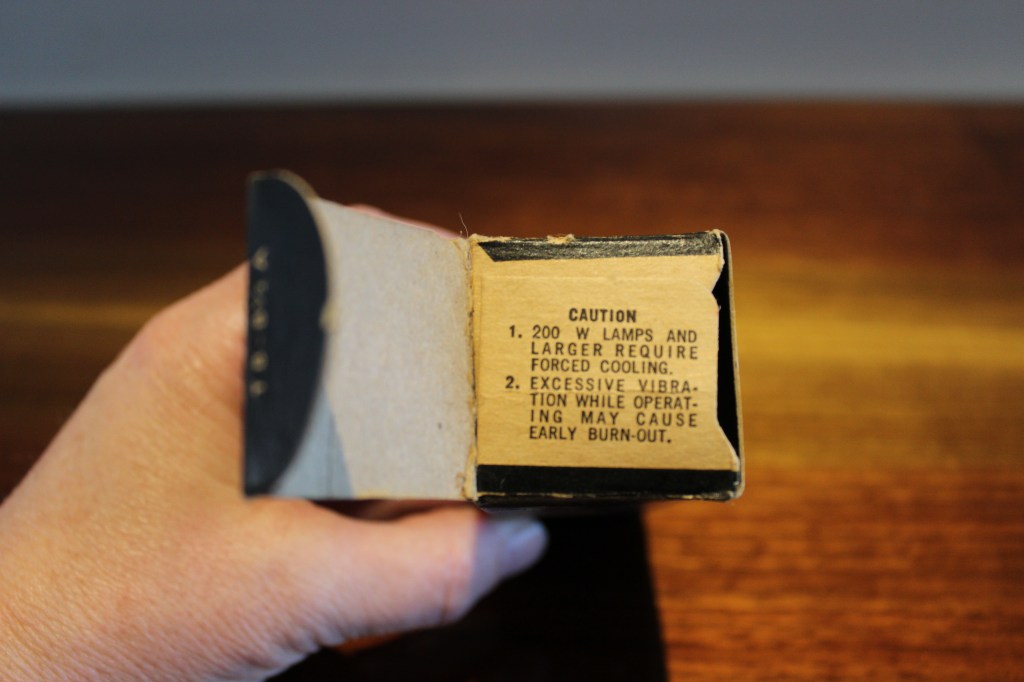 CAUTION
1. 200 W LAMPS AND
LARGER REQUIRE
FORCED COOLING.
2. EXCESSIVE VIBRA-
TION WHILE OPERAT-
ING MAY CAUSE
EARLY BURN-OUT.